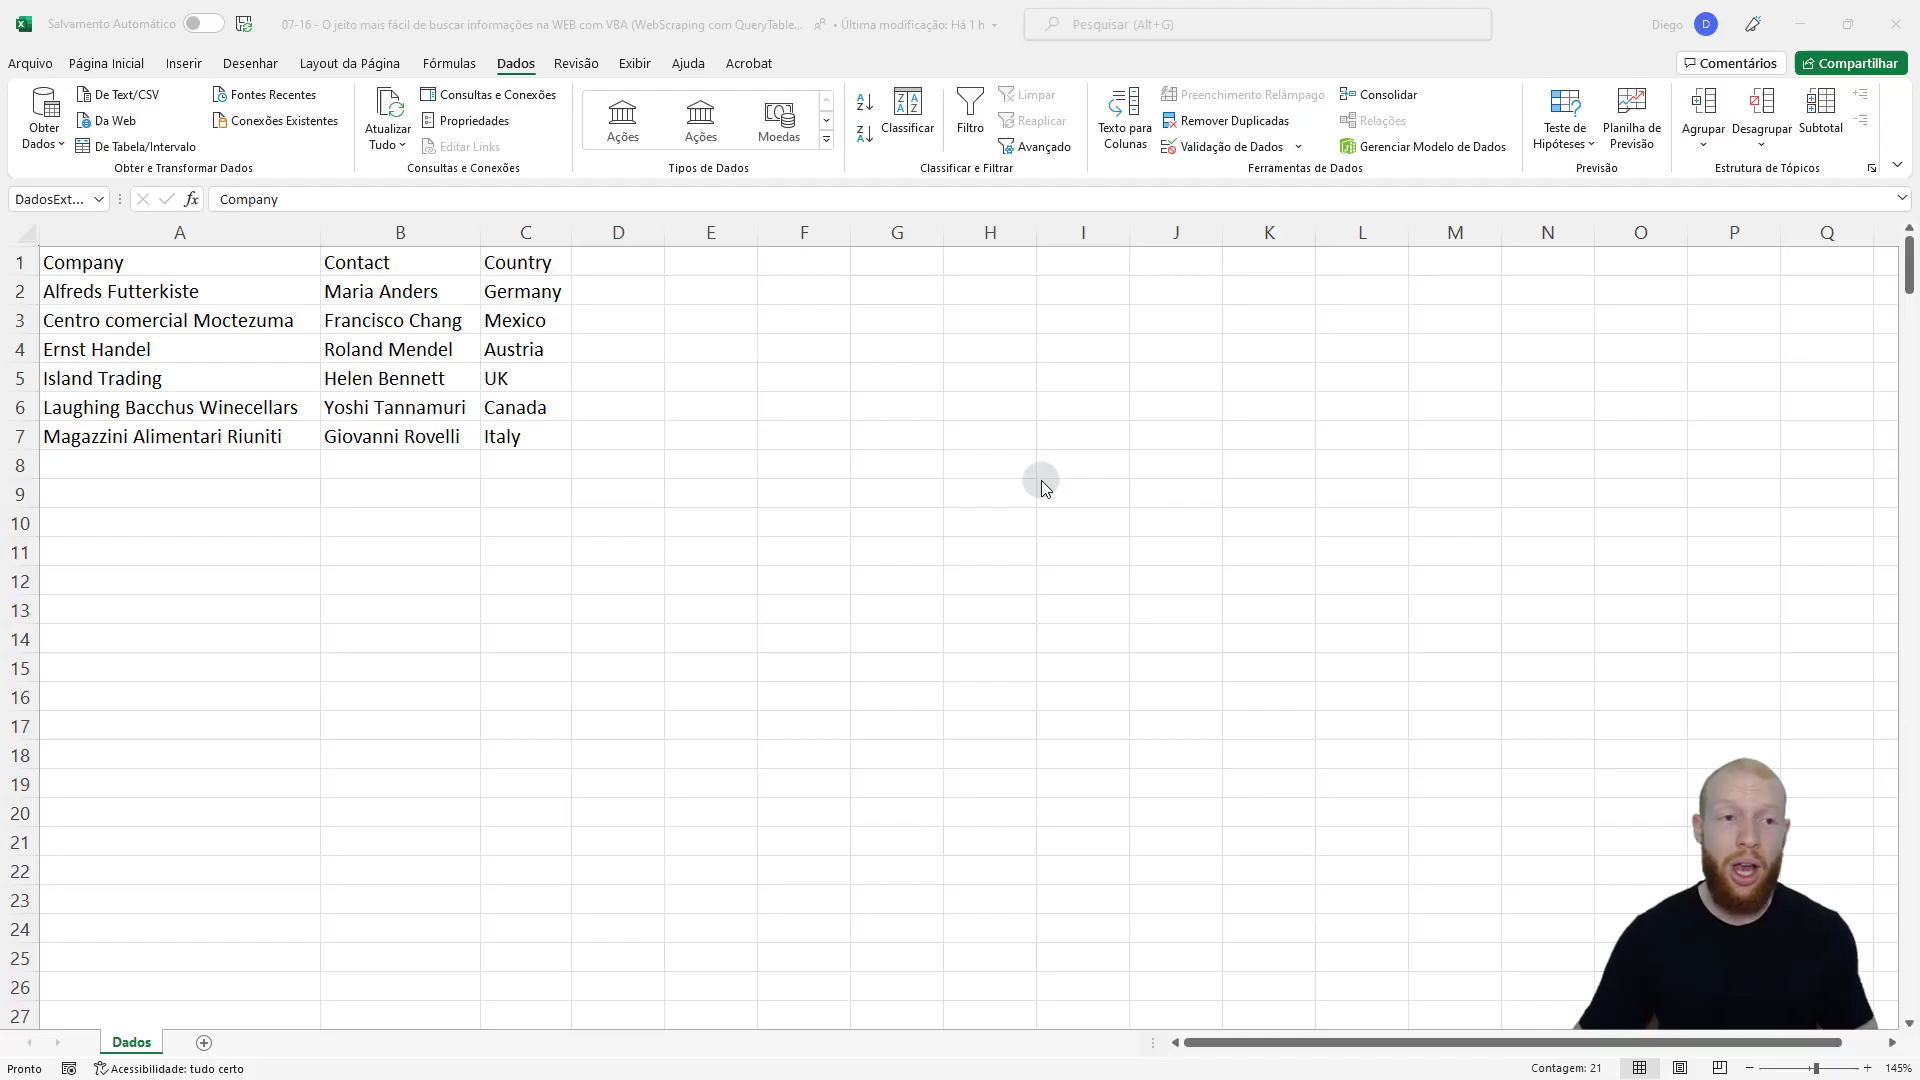 Salvamento Automático
07-16 - O jeito mais fácil de buscar informações na WEB com VBA (WebScraping com QueryTable... • Última modificação: Há 1 h
Pesquisar (Alt+G)
Diego D
Arquivo Página Inicial Inserir Desenhar Layout da Página Fórmulas Dados Revisão Exibir Ajuda Acrobat
Comentários Compartilhar
Obter Dados
De Text/CSV
Da Web
De Tabela/Intervalo
Fontes Recentes
Conexões Existentes
Obter e Transformar Dados
Atualizar Tudo
Consultas e Conexões
Propriedades
Editar Links
Consultas e Conexões
Ações Ações Moedas
Tipos de Dados
Classificar
Filtro
Limpar
Reaplicar
Avançado
Classificar e Filtrar
Texto para Colunas
Preenchimento Relâmpago
Remover Duplicadas
Validação de Dados
Consolidar
Relações
Gerenciar Modelo de Dados
Ferramentas de Dados
Teste de Hipóteses
Planilha de Previsão
Previsão
Agrupar Desagrupar Subtotal
Estrutura de Tópicos
DadosExt... fx Company
A B C D E F G H I J K L M N O P Q
1 Company Contact Country
2 Alfreds Futterkiste Maria Anders Germany
3 Centro comercial Moctezuma Francisco Chang Mexico
4 Ernst Handel Roland Mendel Austria
5 Island Trading Helen Bennett UK
6 Laughing Bacchus Winecellars Yoshi Tannamuri Canada
7 Magazzini Alimentari Riuniti Giovanni Rovelli Italy
8
9
10
11
12
13
14
15
16
17
18
19
20
21
22
23
24
25
26
27
Dados
Pronto Acessibilidade: tudo certo Contagem: 21 145%